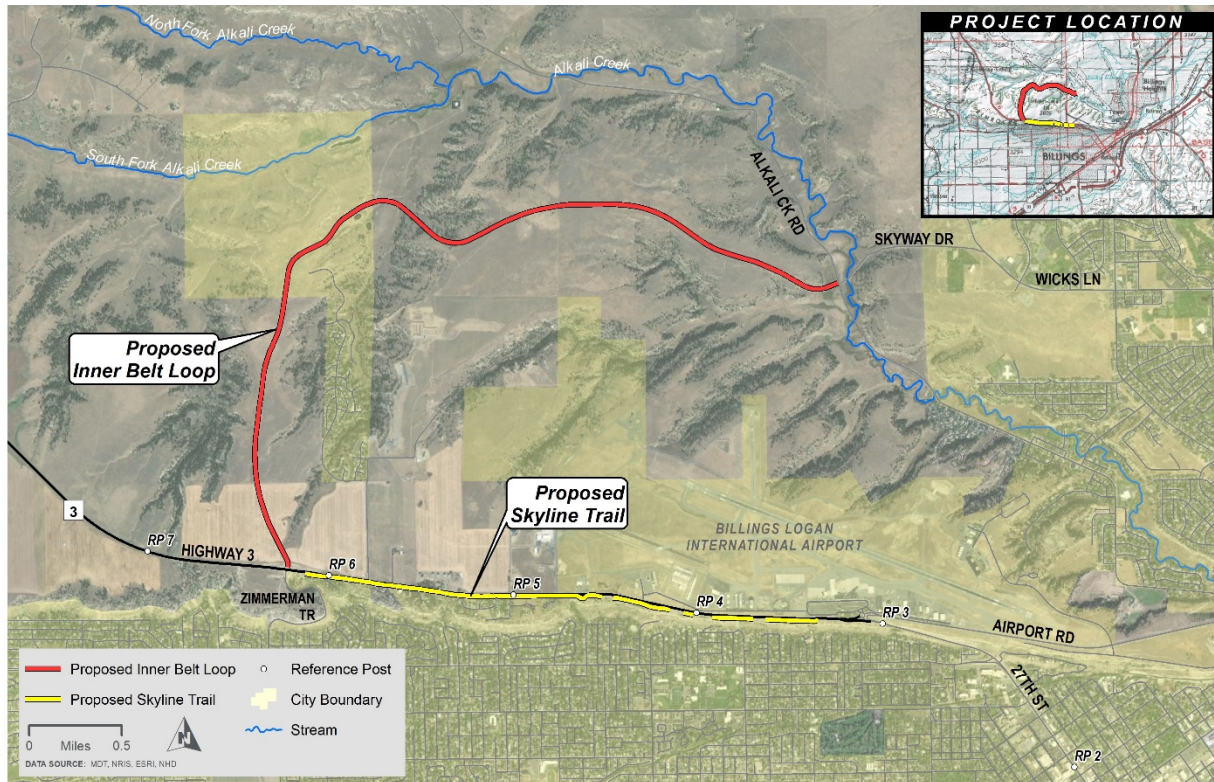 PROJECT LOCATION
BILLINGS
North Fork Alkali Creek
Alkali Creek
South Fork Alkali Creek
ALKALI CK RD
SKYWAY DR
WICKS LN
Proposed
Inner Belt Loop
Proposed
Skyline Trail
BILLINGS LOGAN
INTERNATIONAL AIRPORT
3
RP 7
HIGHWAY 3
RP 6
RP 5
RP 4
RP 3
ZIMMERMAN
TR
AIRPORT RD
27TH ST
RP 2
Proposed Inner Belt Loop
Reference Post
Proposed Skyline Trail
City Boundary
Stream
0 Miles 0.5
N
DATA SOURCE: MDT, NRIS, ESRI, NHD